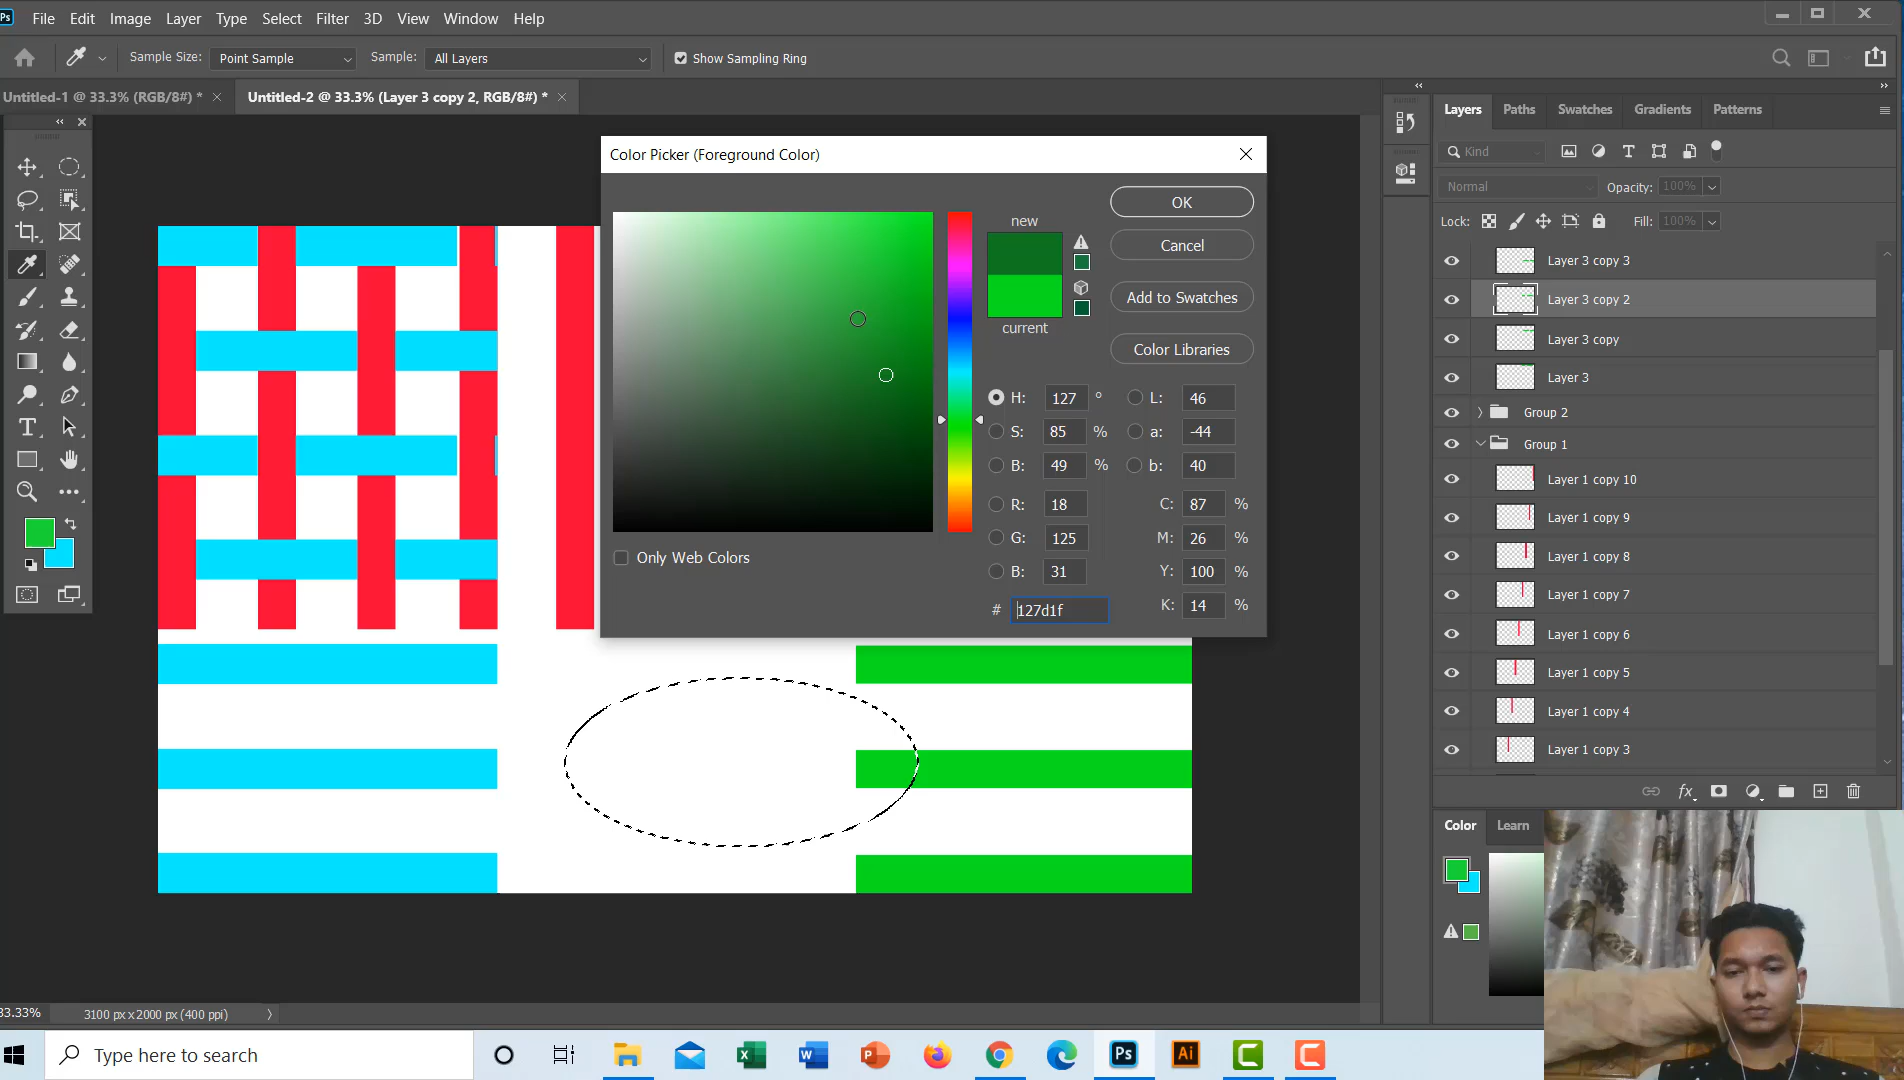 Ps File Edit Image Layer Type Select Filter 3D View Window Help
Sample Size: Point Sample Sample: All Layers Show Sampling Ring
Untitled-1 @ 33.3% (RGB/8#) * × Untitled-2 @ 33.3% (Layer 3 copy 2, RGB/8#) * ×
Color Picker (Foreground Color)
new
current
OK
Cancel
Add to Swatches
Color Libraries
H: 127 ° L: 46
S: 85 % a: -44
B: 49 % b: 40
R: 18 C: 87 %
G: 125 M: 26 %
B: 31 Y: 100 %
# 127d1f K: 14 %
Only Web Colors
Layers Paths Swatches Gradients Patterns
Kind
Normal Opacity: 100%
Lock: Fill: 100%
Layer 3 copy 3
Layer 3 copy 2
Layer 3 copy
Layer 3
Group 2
Group 1
Layer 1 copy 10
Layer 1 copy 9
Layer 1 copy 8
Layer 1 copy 7
Layer 1 copy 6
Layer 1 copy 5
Layer 1 copy 4
Layer 1 copy 3
fx
Color Learn
33.33% 3100 px x 2000 px (400 ppi)
Type here to search
Ps Ai